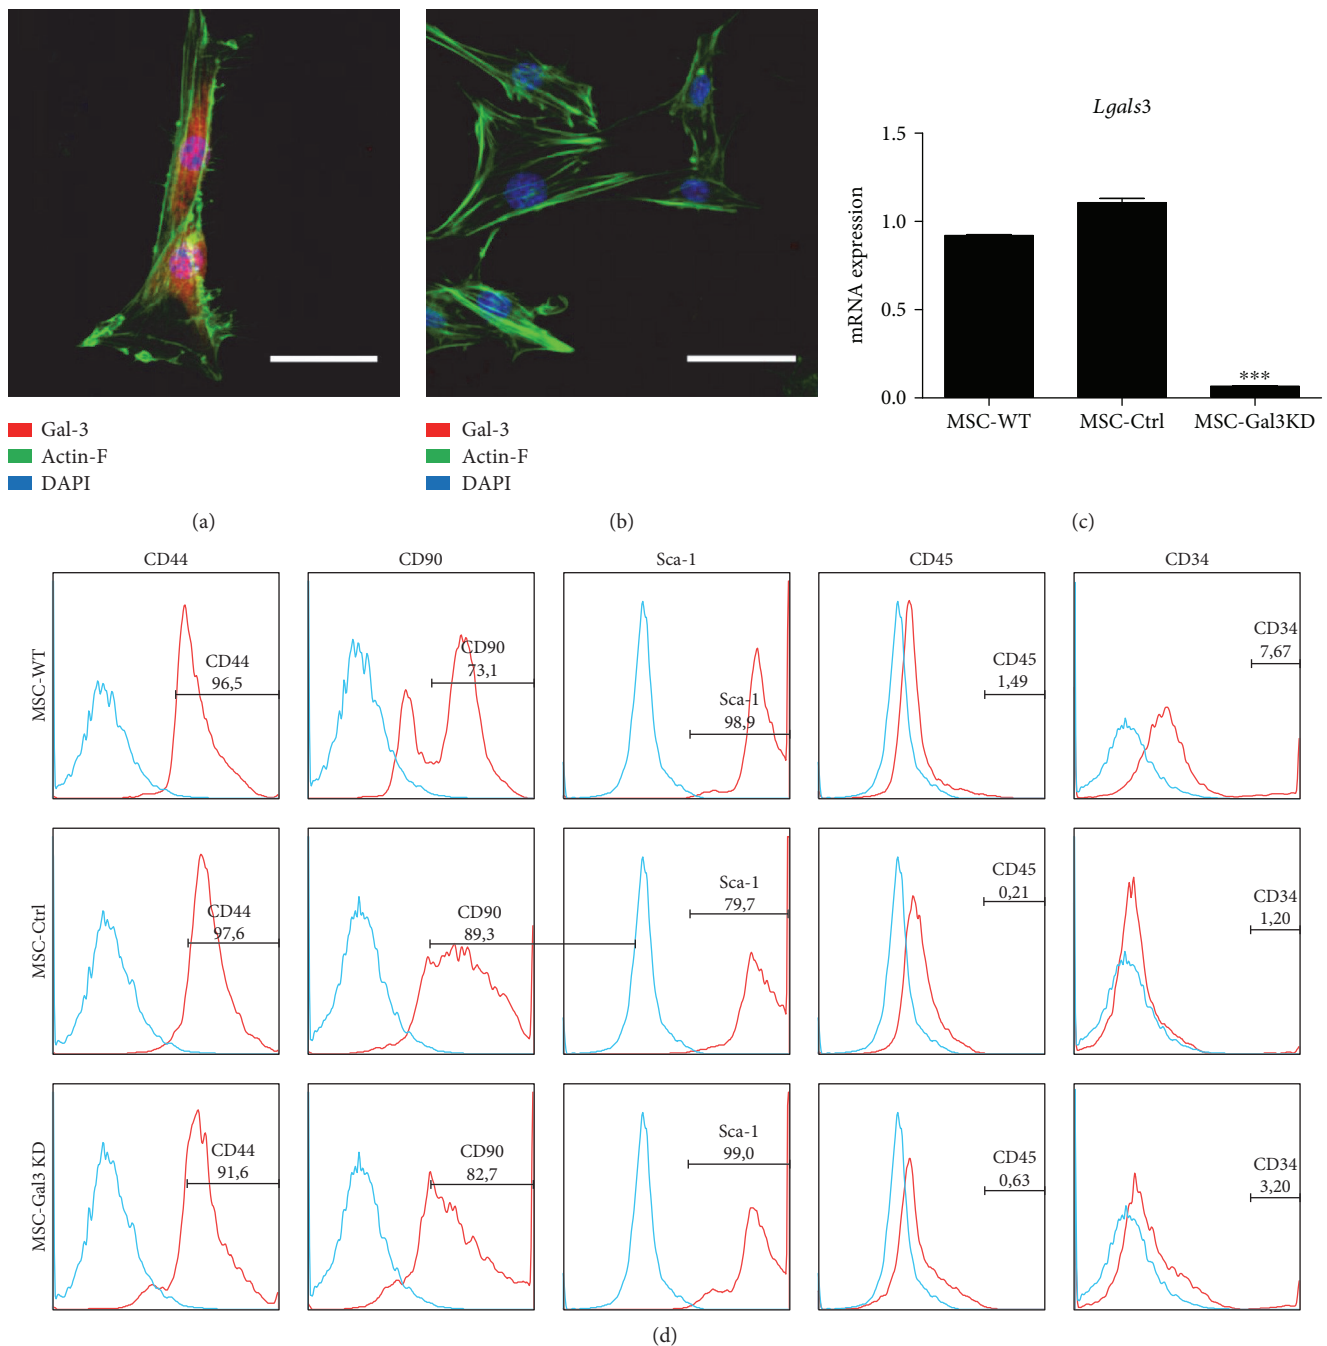 Gal-3
Actin-F
DAPI
(a)
Gal-3
Actin-F
DAPI
(b)
Lgals3
mRNA expression
1.5
1.0
0.5
0.0
***
MSC-WT MSC-Ctrl MSC-Gal3KD
(c)
CD44 CD90 Sca-1 CD45 CD34
MSC-WT
CD44
96,5
CD90
73,1
Sca-1
98,9
CD45
1,49
CD34
7,67
MSC-Ctrl
CD44
97,6
CD90
89,3
Sca-1
79,7
CD45
0,21
CD34
1,20
MSC-Gal3 KD
CD44
91,6
CD90
82,7
Sca-1
99,0
CD45
0,63
CD34
3,20
(d)